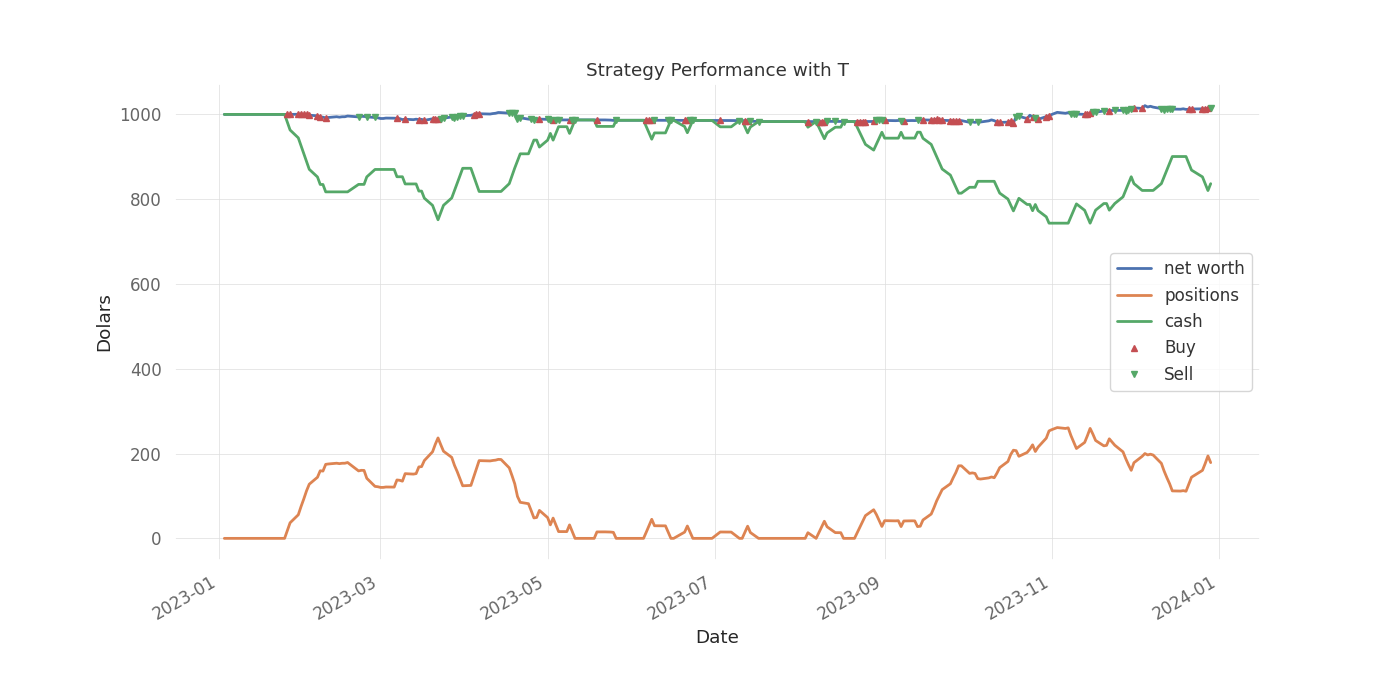 Strategy Performance with T
1000
800
600
400
200
0
Dolars
net worth
positions
cash
Buy
Sell
2023-01
2023-03
2023-05
2023-07
2023-09
2023-11
2024-01
Date